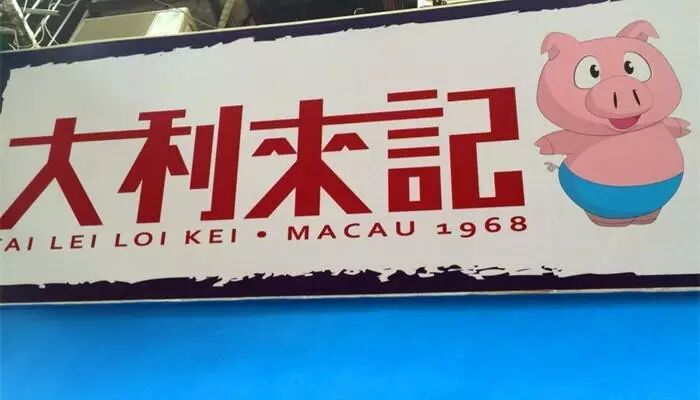 大利來記
TAI LEI LOI KEI • MACAU 1968